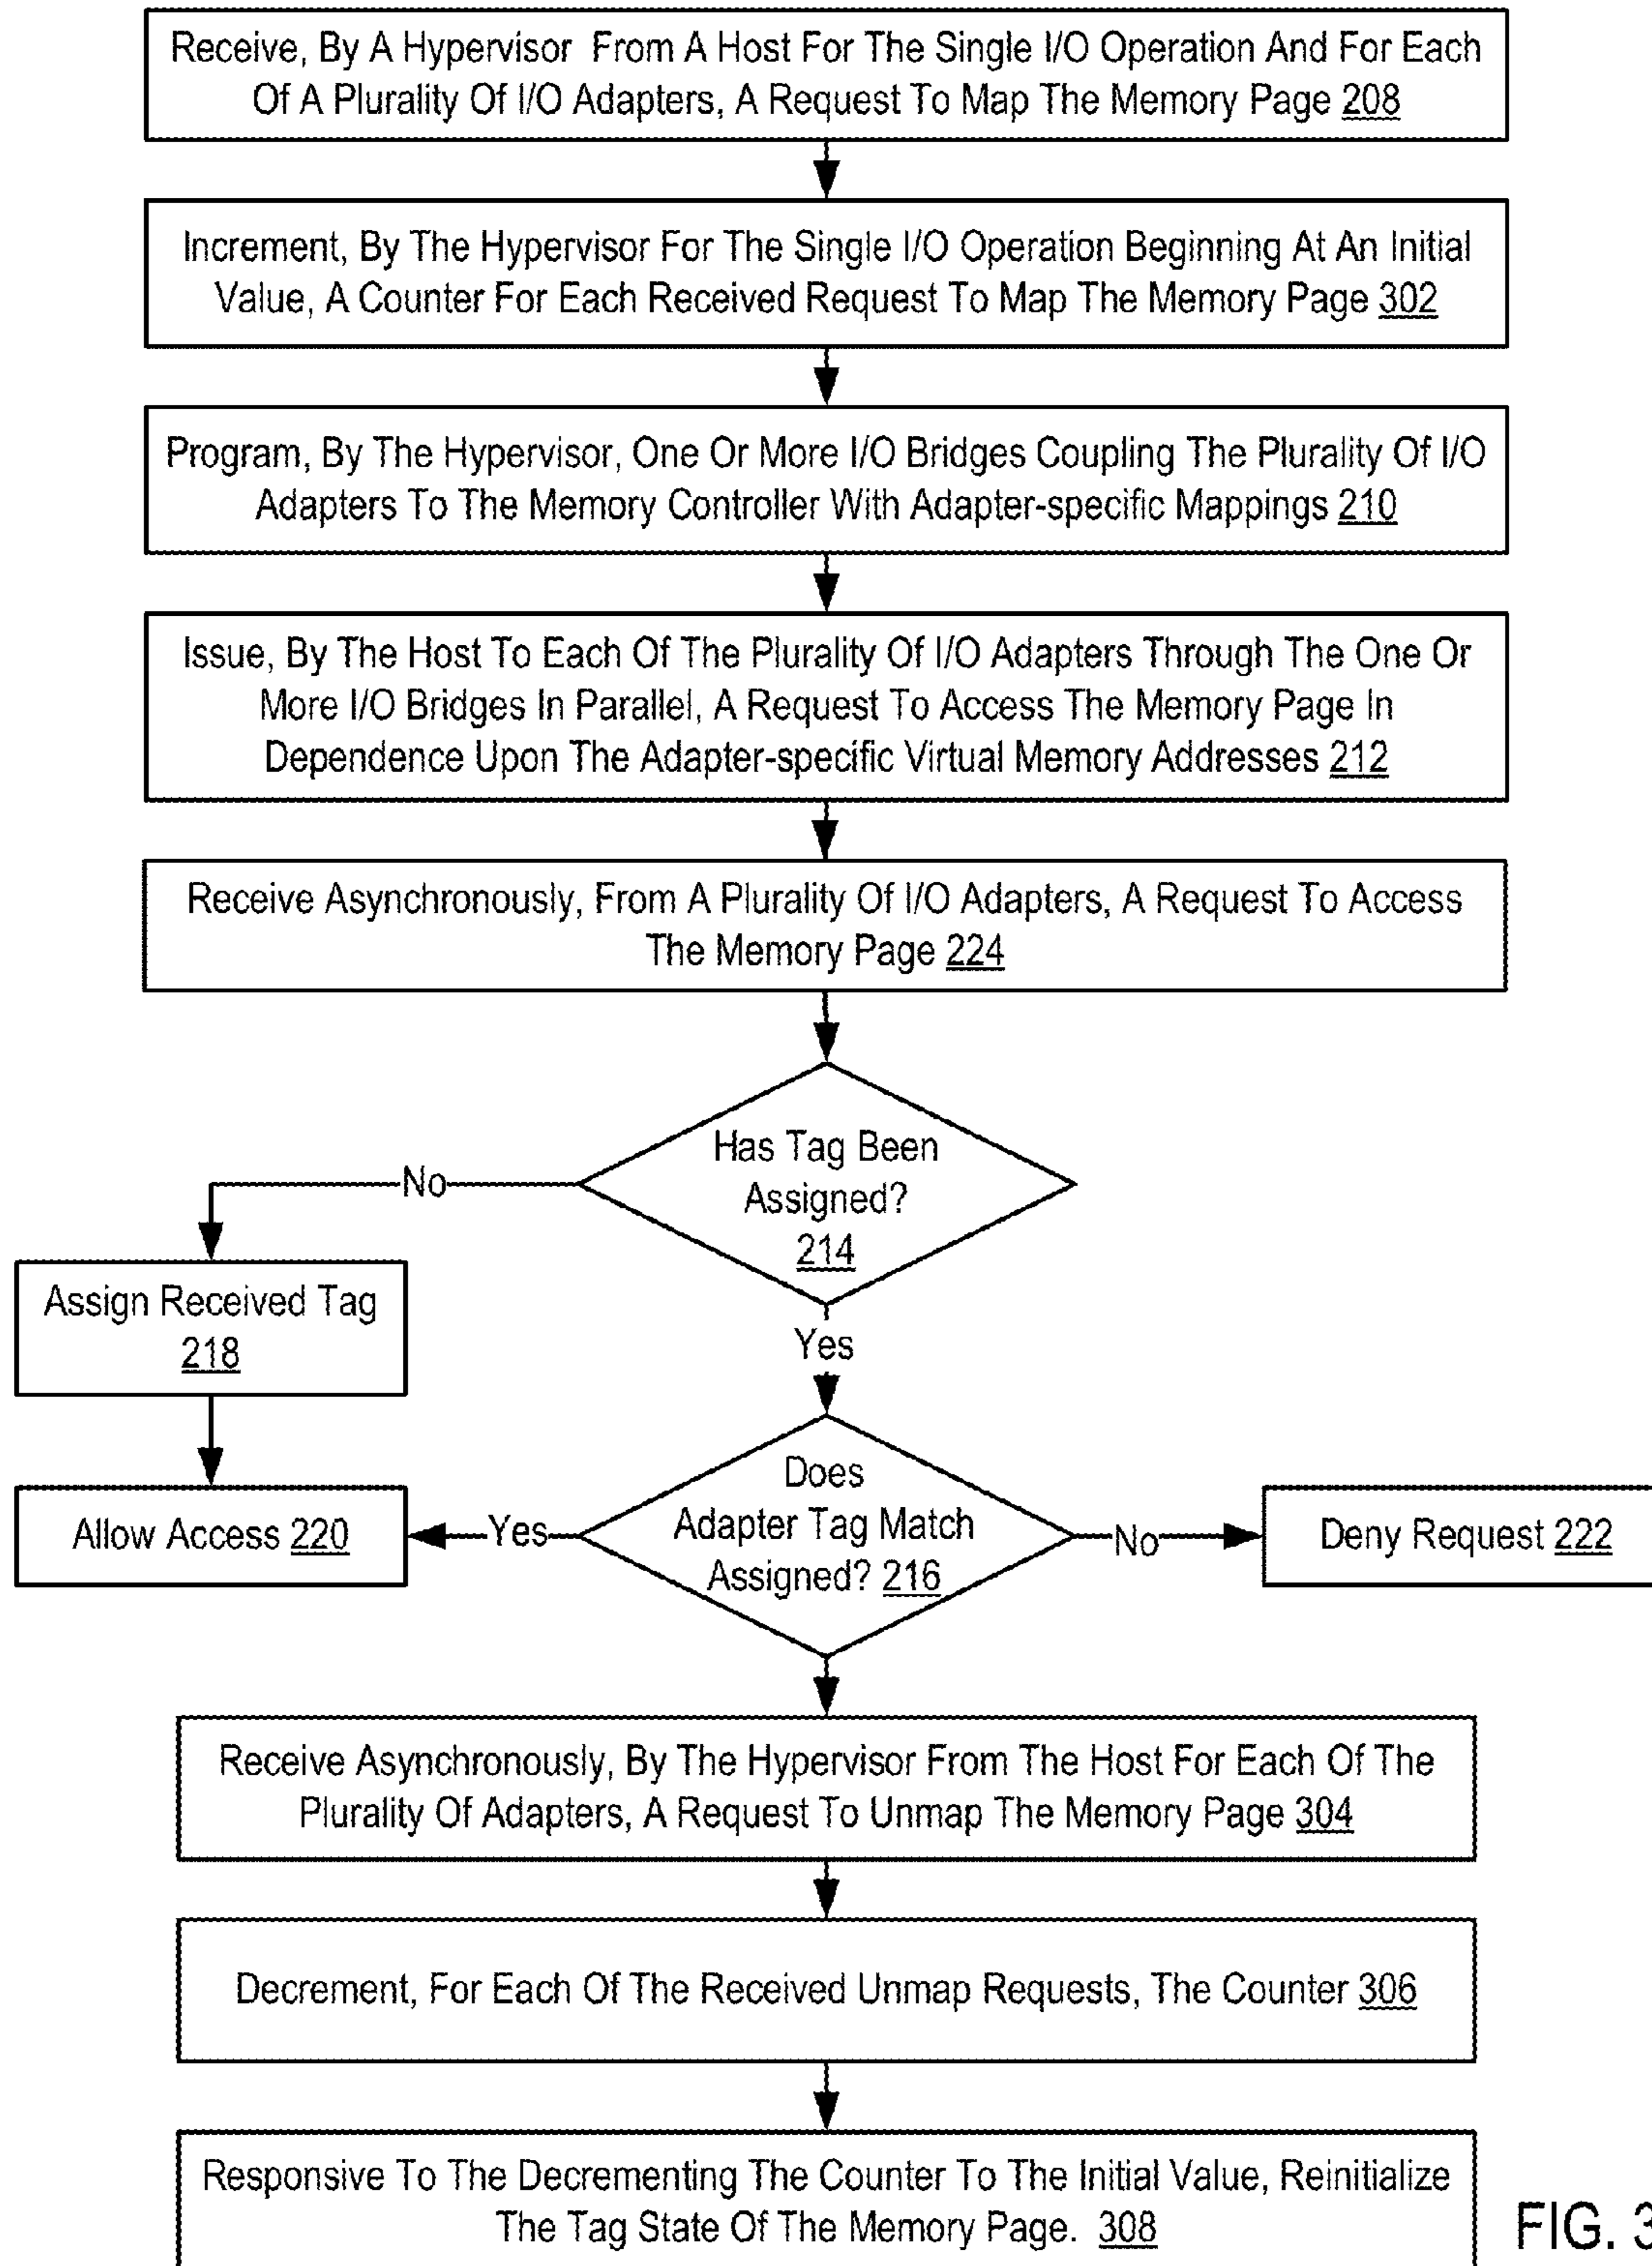 Receive, By A Hypervisor From A Host For The Single I/O Operation And For Each
Of A Plurality Of I/O Adapters, A Request To Map The Memory Page 208
Increment, By The Hypervisor For The Single I/O Operation Beginning At An Initial
Value, A Counter For Each Received Request To Map The Memory Page 302
Program, By The Hypervisor, One Or More I/O Bridges Coupling The Plurality Of I/O
Adapters To The Memory Controller With Adapter-specific Mappings 210
Issue, By The Host To Each Of The Plurality Of I/O Adapters Through The One Or
More I/O Bridges In Parallel, A Request To Access The Memory Page In
Dependence Upon The Adapter-specific Virtual Memory Addresses 212
Receive Asynchronously, From A Plurality Of I/O Adapters, A Request To Access
The Memory Page 224
Has Tag Been
Assigned?
214
No
Assign Received Tag
218
Yes
Does
Adapter Tag Match
Assigned? 216
Yes
Allow Access 220
No
Deny Request 222
Receive Asynchronously, By The Hypervisor From The Host For Each Of The
Plurality Of Adapters, A Request To Unmap The Memory Page 304
Decrement, For Each Of The Received Unmap Requests, The Counter 306
Responsive To The Decrementing The Counter To The Initial Value, Reinitialize
The Tag State Of The Memory Page. 308
FIG. 3